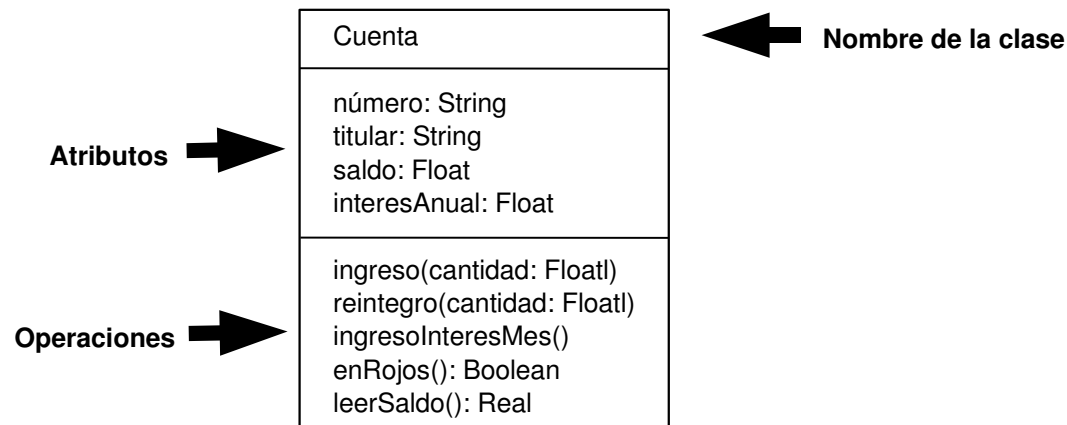 Cuenta
Nombre de la clase
número: String
titular: String
saldo: Float
interesAnual: Float
Atributos
ingreso(cantidad: Floatl)
reintegro(cantidad: Floatl)
ingresoInteresMes()
enRojos(): Boolean
leerSaldo(): Real
Operaciones